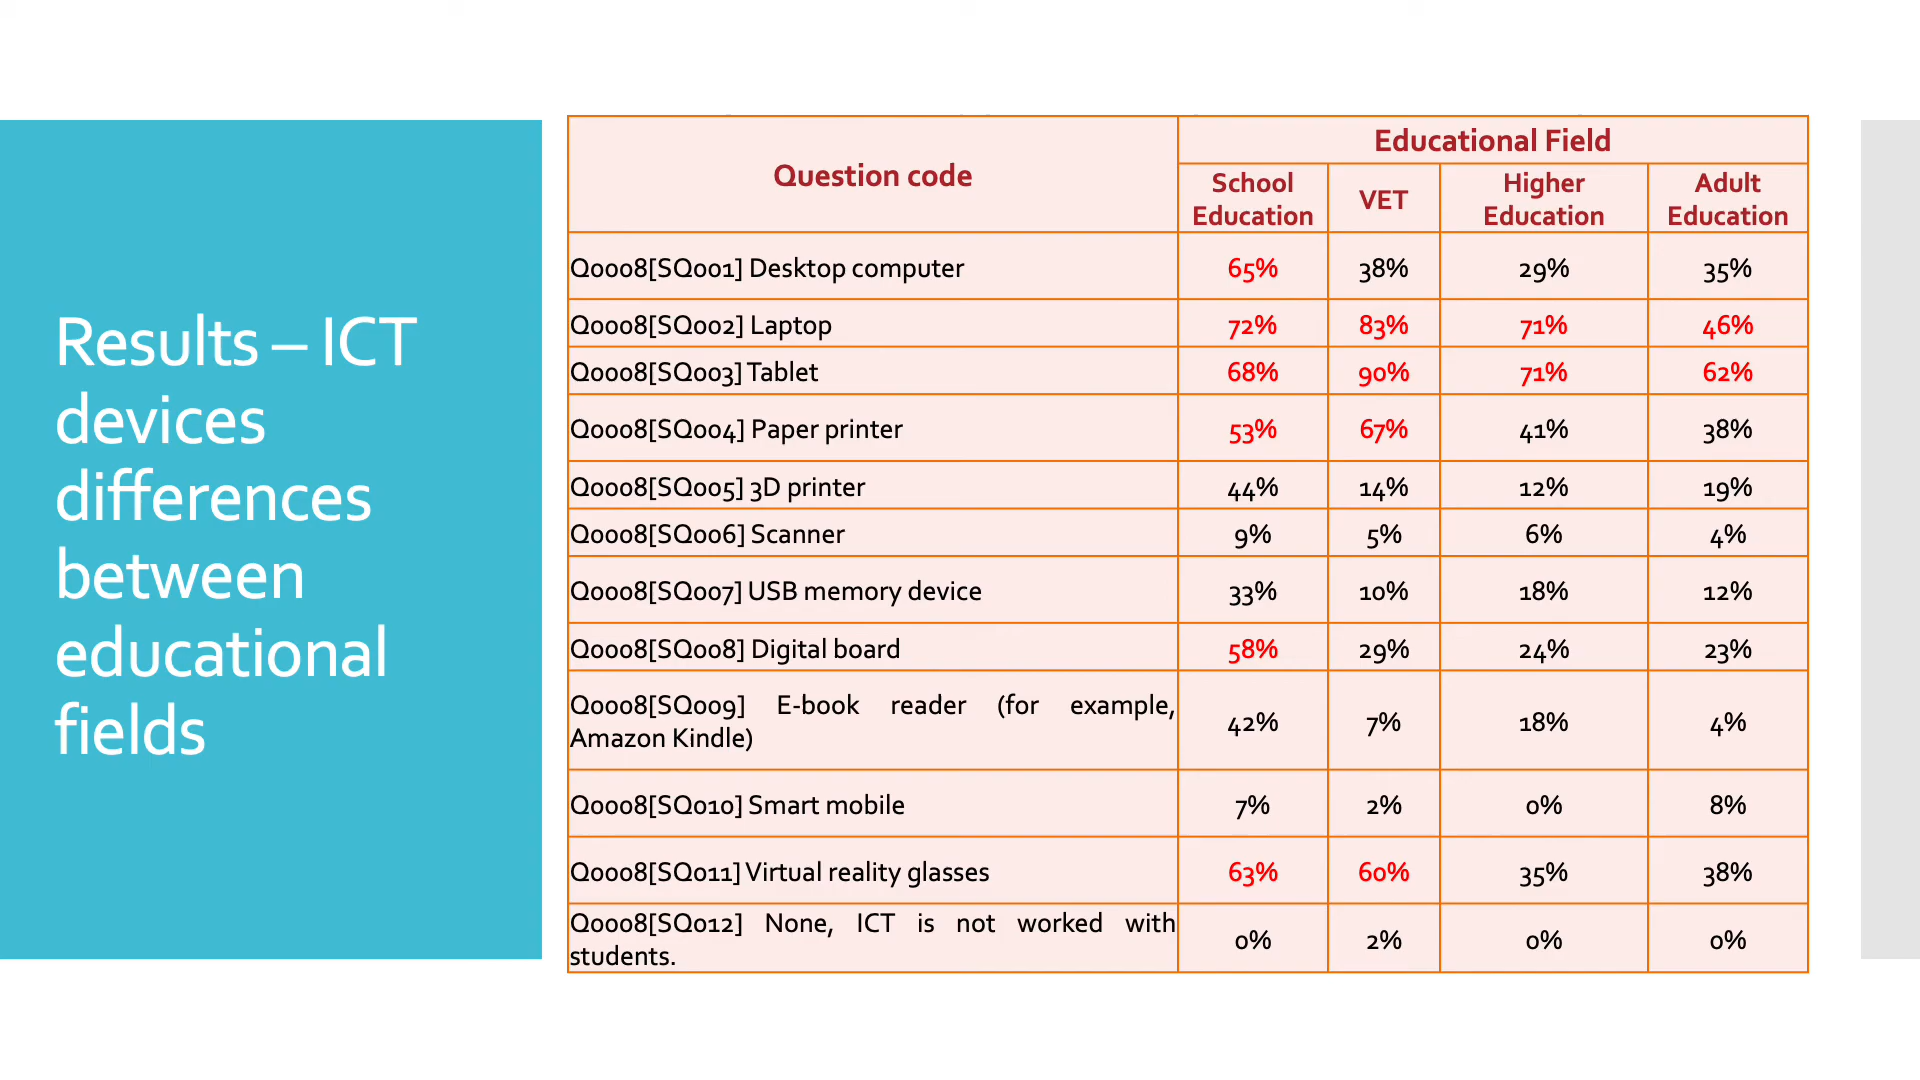 Results – ICT
devices
differences
between
educational
fields
Question code
Educational Field
School
Education
VET
Higher
Education
Adult
Education
Q0008[SQ001] Desktop computer 65% 38% 29% 35%
Q0008[SQ002] Laptop 72% 83% 71% 46%
Q0008[SQ003] Tablet 68% 90% 71% 62%
Q0008[SQ004] Paper printer 53% 67% 41% 38%
Q0008[SQ005] 3D printer 44% 14% 12% 19%
Q0008[SQ006] Scanner 9% 5% 6% 4%
Q0008[SQ007] USB memory device 33% 10% 18% 12%
Q0008[SQ008] Digital board 58% 29% 24% 23%
Q0008[SQ009] E-book reader (for example,
Amazon Kindle) 42% 7% 18% 4%
Q0008[SQ010] Smart mobile 7% 2% 0% 8%
Q0008[SQ011] Virtual reality glasses 63% 60% 35% 38%
Q0008[SQ012] None, ICT is not worked with
students. 0% 2% 0% 0%